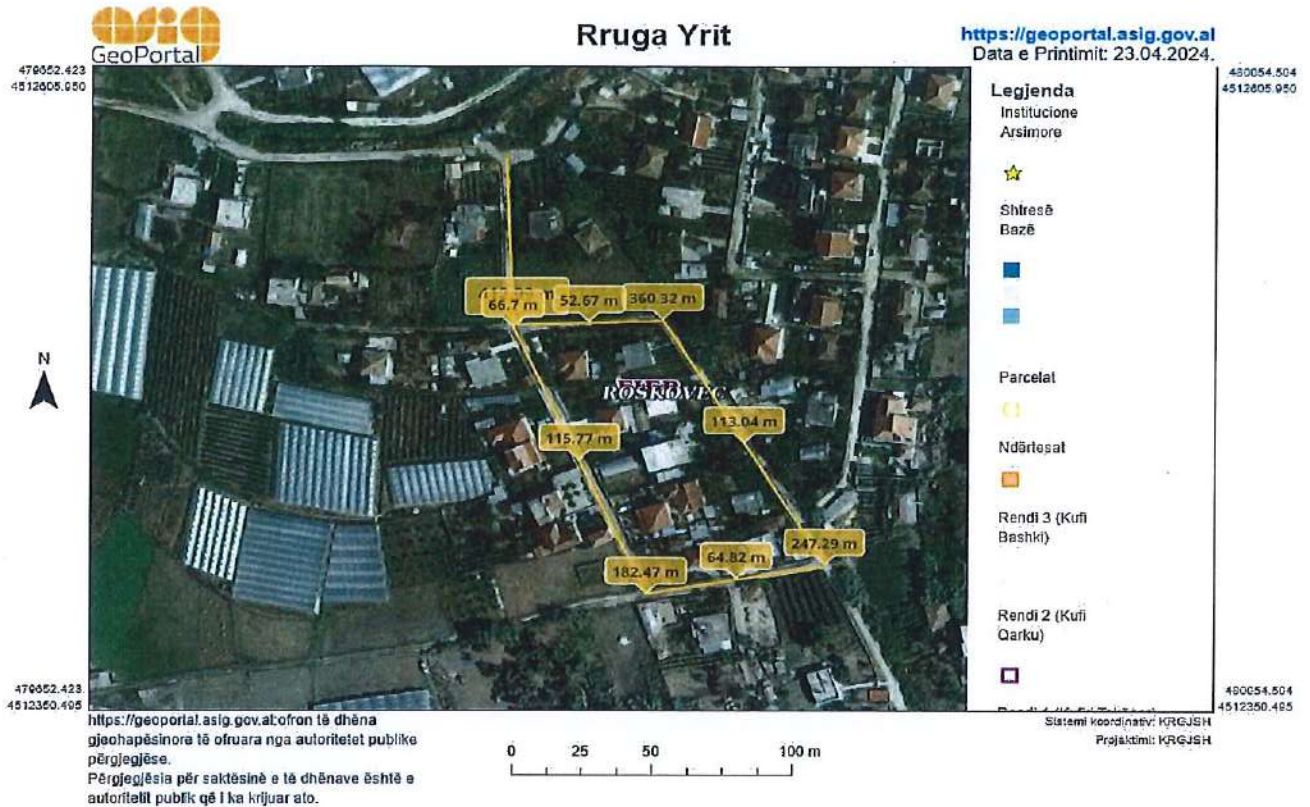 asig
GeoPortal
Rruga Yrit
https://geoportal.asig.gov.al
Data e Printimit: 23.04.2024.
479652.423
4512605.950
480054.504
4512605.950
66.7 m
52.67 m
360.32 m
ROSKOVEC
115.77 m
113.04 m
182.47 m
64.82 m
247.29 m
N
Legjenda
Institucione
Arsimore
Shtresë
Bazë
Parcelat
Ndërtesat
Rendi 3 (Kufi
Bashki)
Rendi 2 (Kufi
Qarku)
479652.423
4512350.495
480054.504
4512350.495
https://geoportal.asig.gov.al:ofron të dhëna
gjeohapësinore të ofruara nga autoritetet publike
përgjegjëse.
Përgjegjësia për saktësinë e të dhënave është e
autoritetit publik që i ka krijuar ato.
0 25 50 100 m
Sistemi koordinativ: KRGJSH
Projektimi: KRGJSH